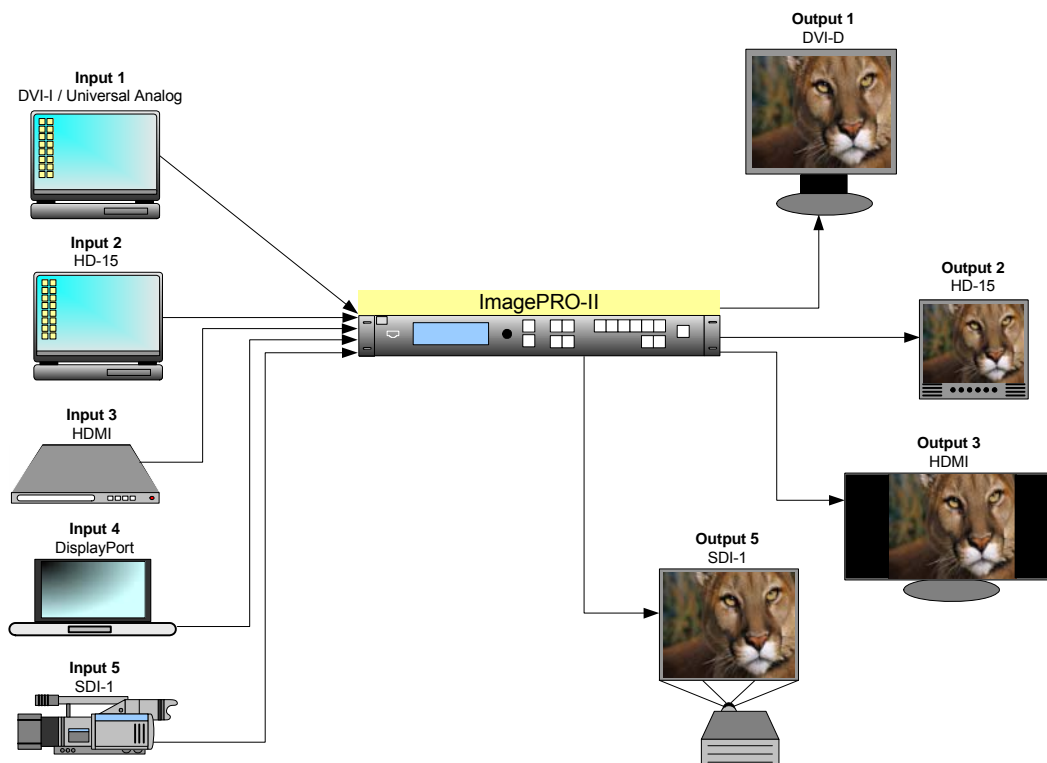 Input 1
DVI-I / Universal Analog
Input 2
HD-15
Input 3
HDMI
Input 4
DisplayPort
Input 5
SDI-1
ImagePRO-II
Output 1
DVI-D
Output 2
HD-15
Output 3
HDMI
Output 5
SDI-1